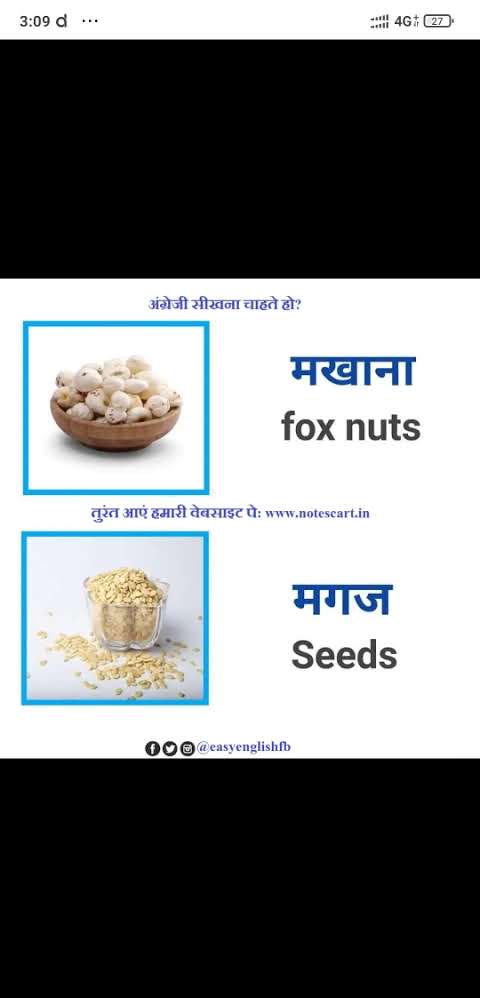 3:09 d ...
4G 27
अंग्रेजी सीखना चाहते हो?
मखाना
fox nuts
तुरंत आएं हमारी वेबसाइट पे: www.notescart.in
मगज
Seeds
@easyenglishfb